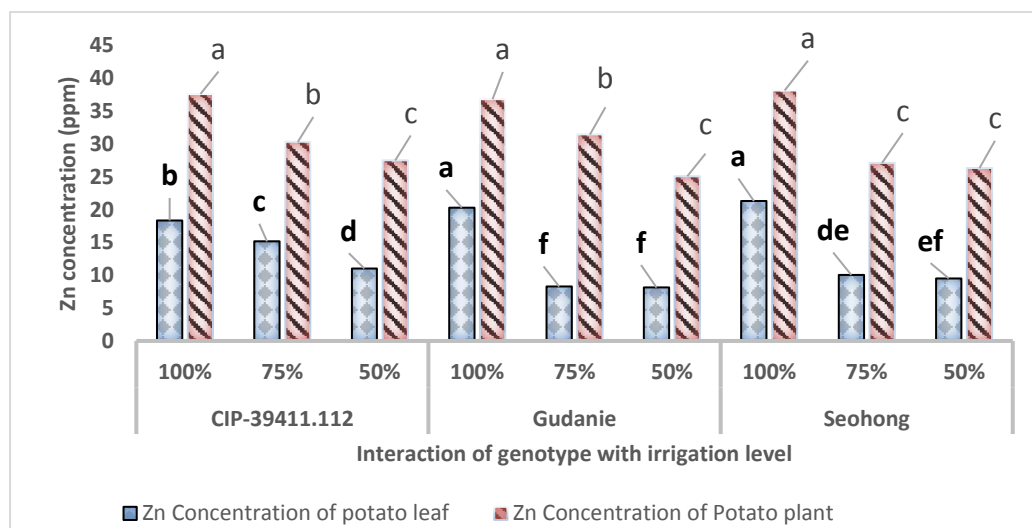 Zn concentration (ppm)
45
40
35
30
25
20
15
10
5
0
a
b
c
a
b
c
a
c
c
b
c
d
a
f
f
a
de
ef
100% 75% 50% 100% 75% 50% 100% 75% 50%
CIP-39411.112 Gudanie Seohong
Interaction of genotype with irrigation level
Zn Concentration of potato leaf Zn Concentration of Potato plant